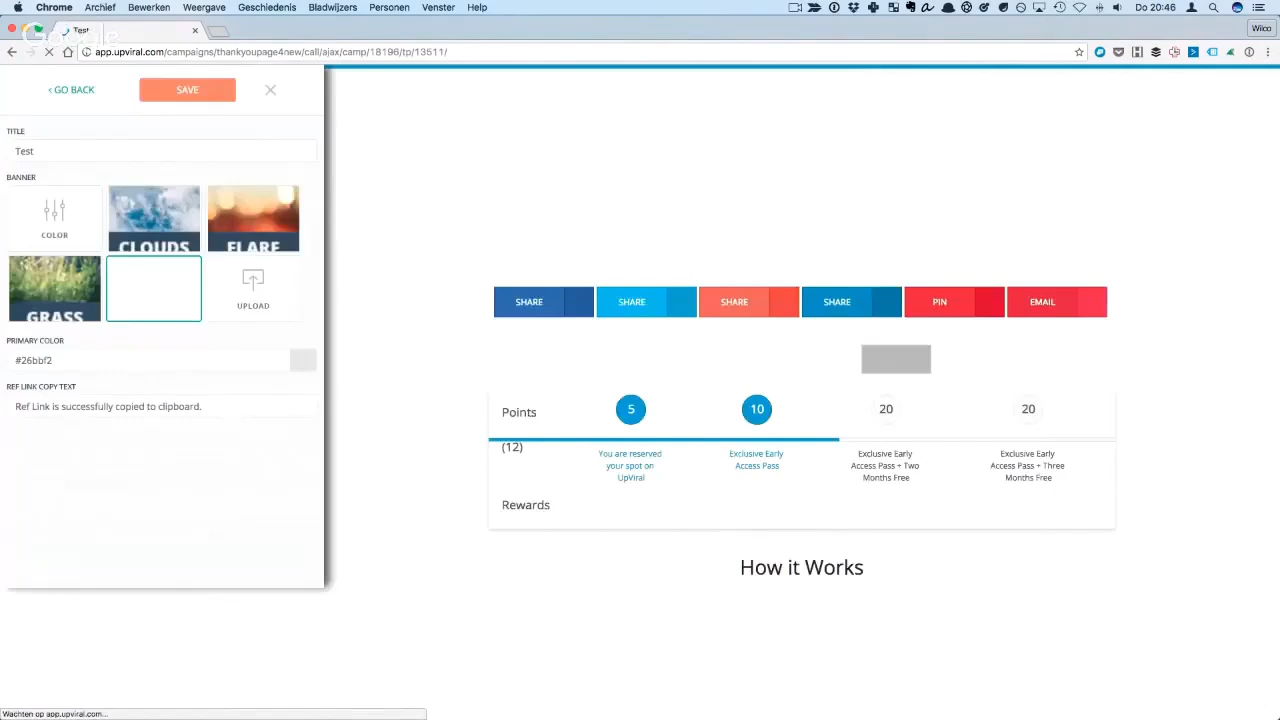 Chrome Archief Bewerken Weergave Geschiedenis Bladwijzers Personen Venster Help Do 20:46
Test Wilco
Google
app.upviral.com/campaigns/thankyoupage4new/call/ajax/camp/18196/tp/13511/
‹ GO BACK SAVE
TITLE
Test
BANNER
COLOR CLOUDS FLARE
GRASS UPLOAD
PRIMARY COLOR
#26bbf2
REF LINK COPY TEXT
Ref Link is successfully copied to clipboard.
SHARE SHARE SHARE SHARE PIN EMAIL
Points 5 10 20 20
(12)
You are reserved your spot on UpViral
Exclusive Early Access Pass
Exclusive Early Access Pass + Two Months Free
Exclusive Early Access Pass + Three Months Free
Rewards
How it Works
Wachten op app.upviral.com...